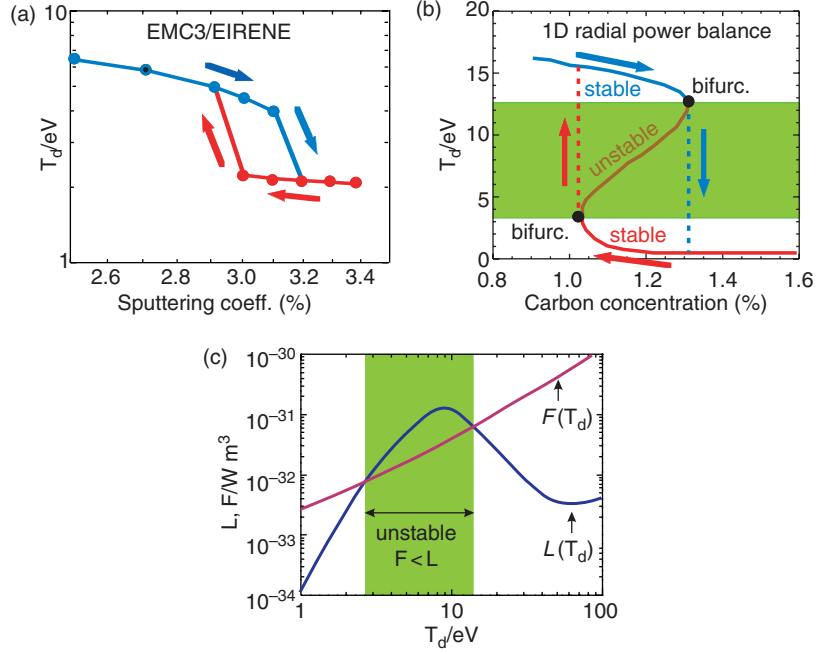 (a)
EMC3/EIRENE
10
T_d/eV
1
2.6
2.8
3.0
3.2
3.4
Sputtering coeff. (%)
(b)
1D radial power balance
20
15
10
5
0
T_d/eV
stable
bifurc.
unstable
bifurc.
stable
0.8
1.0
1.2
1.4
1.6
Carbon concentration (%)
(c)
10^–30
10^–31
10^–32
10^–33
10^–34
L, F/W m^3
F(T_d)
unstable
F < L
L(T_d)
1
10
100
T_d/eV